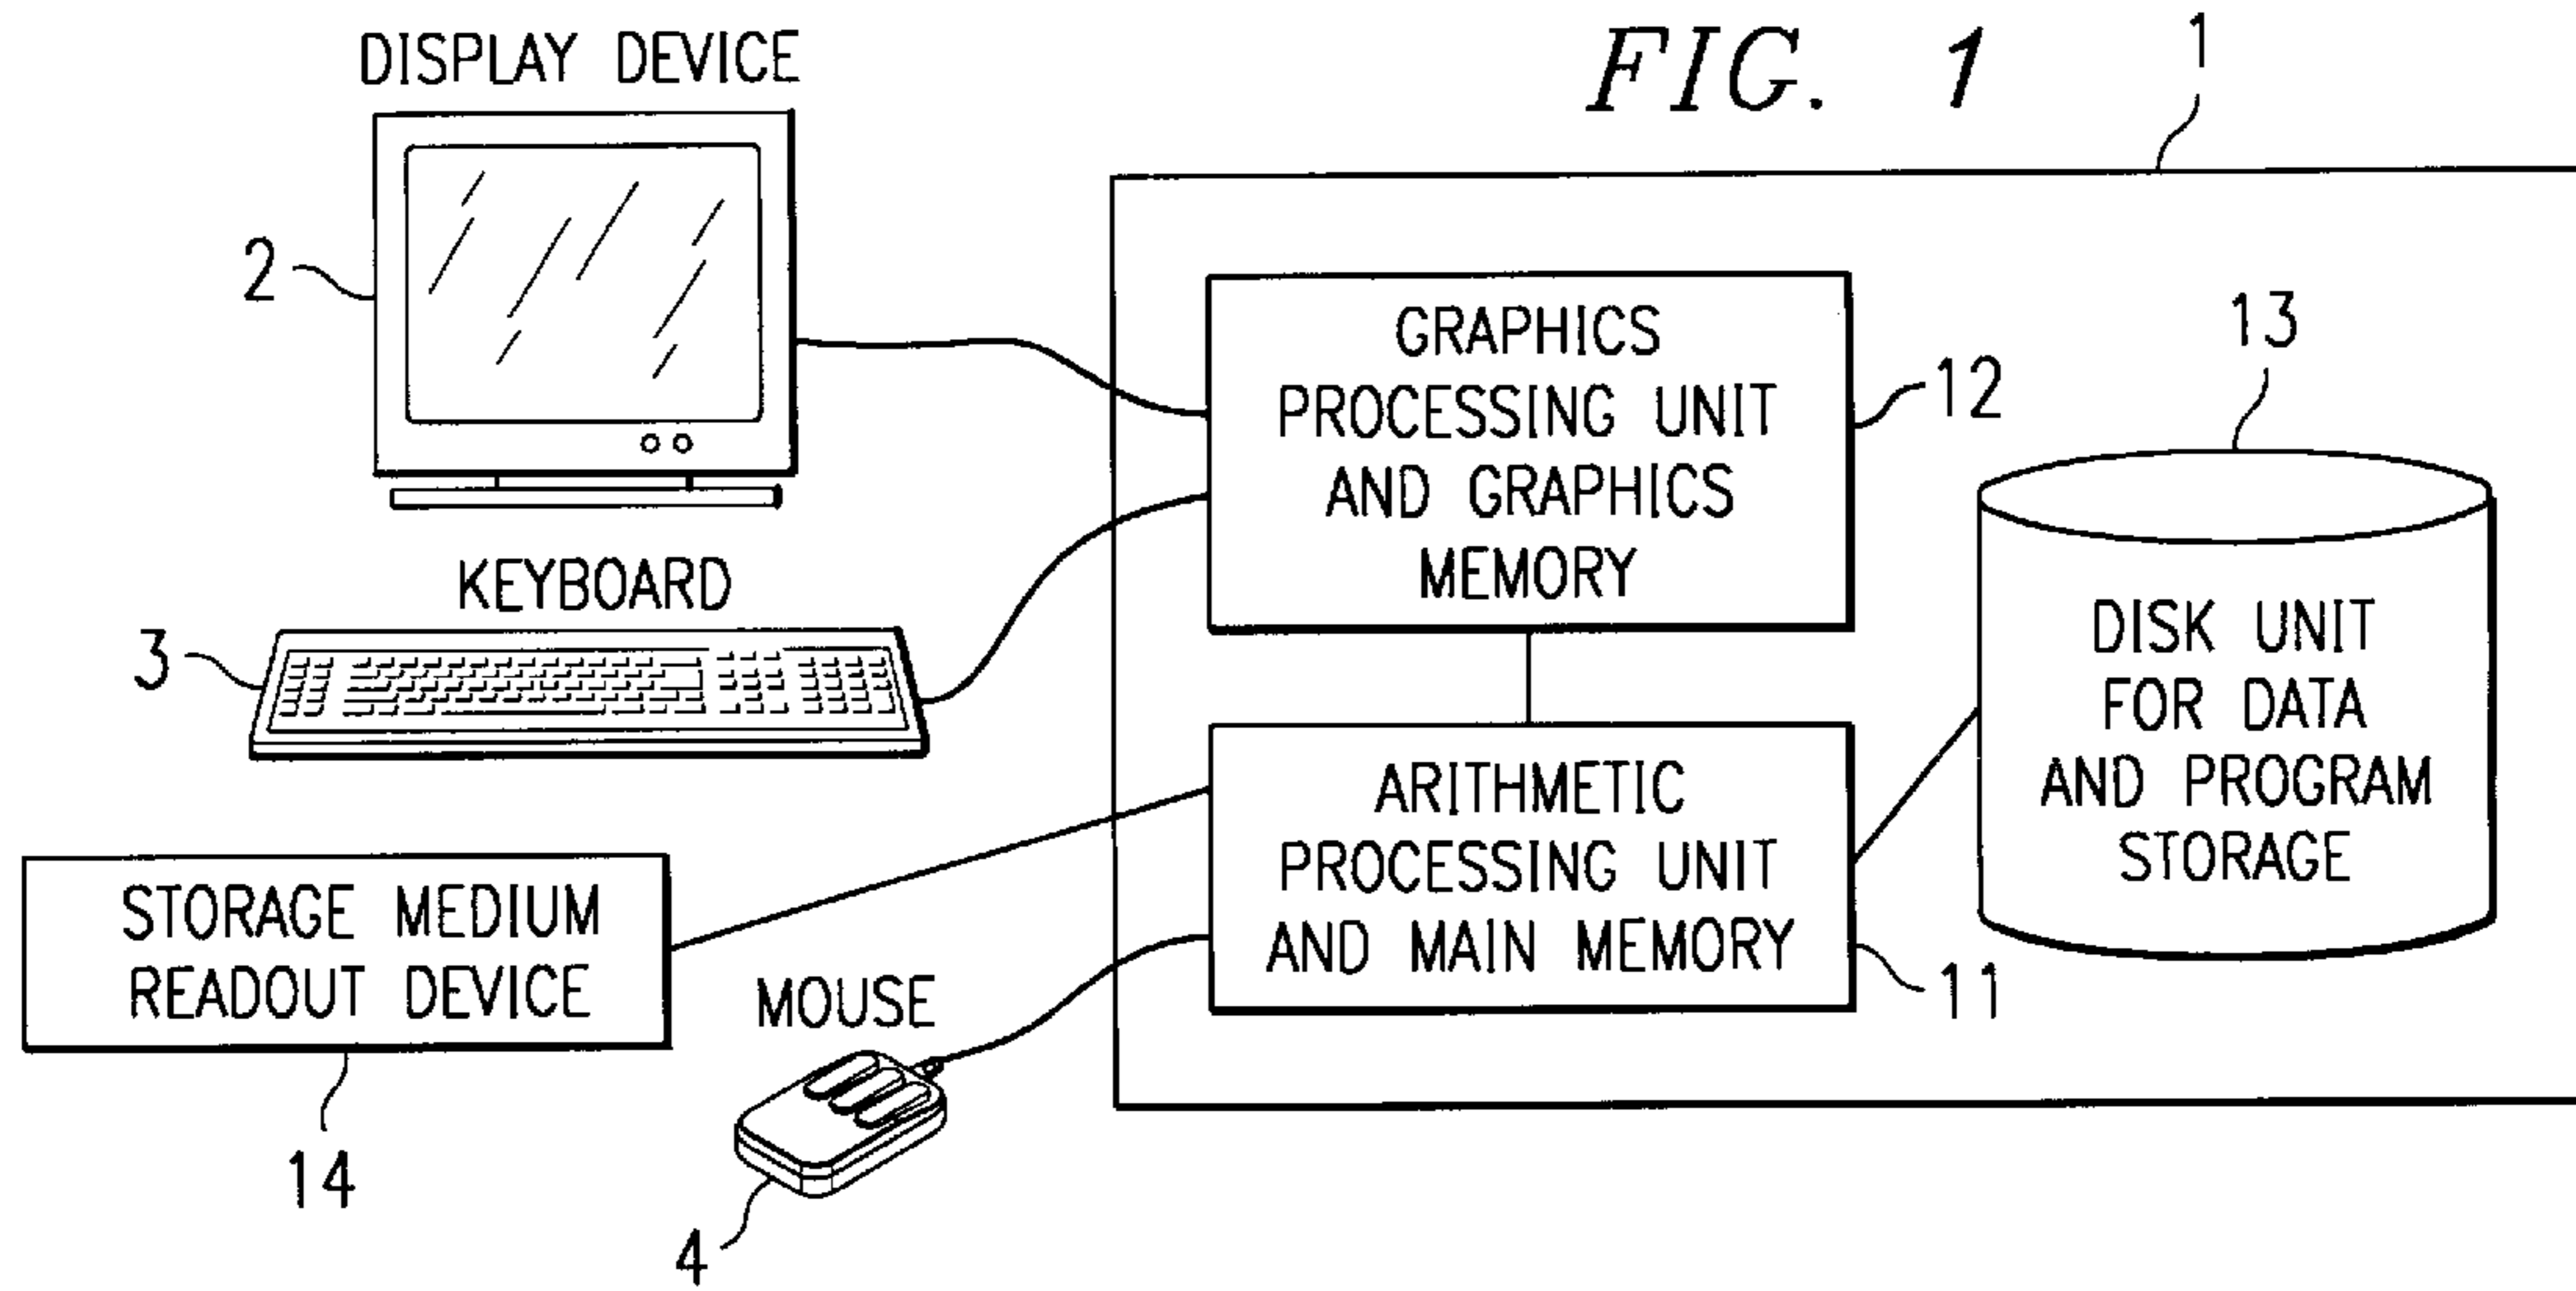 FIG. 1
1
DISPLAY DEVICE
2
KEYBOARD
3
STORAGE MEDIUM
READOUT DEVICE
14
MOUSE
4
GRAPHICS
PROCESSING UNIT
AND GRAPHICS
MEMORY
12
ARITHMETIC
PROCESSING UNIT
AND MAIN MEMORY
11
13
DISK UNIT
FOR DATA
AND PROGRAM
STORAGE